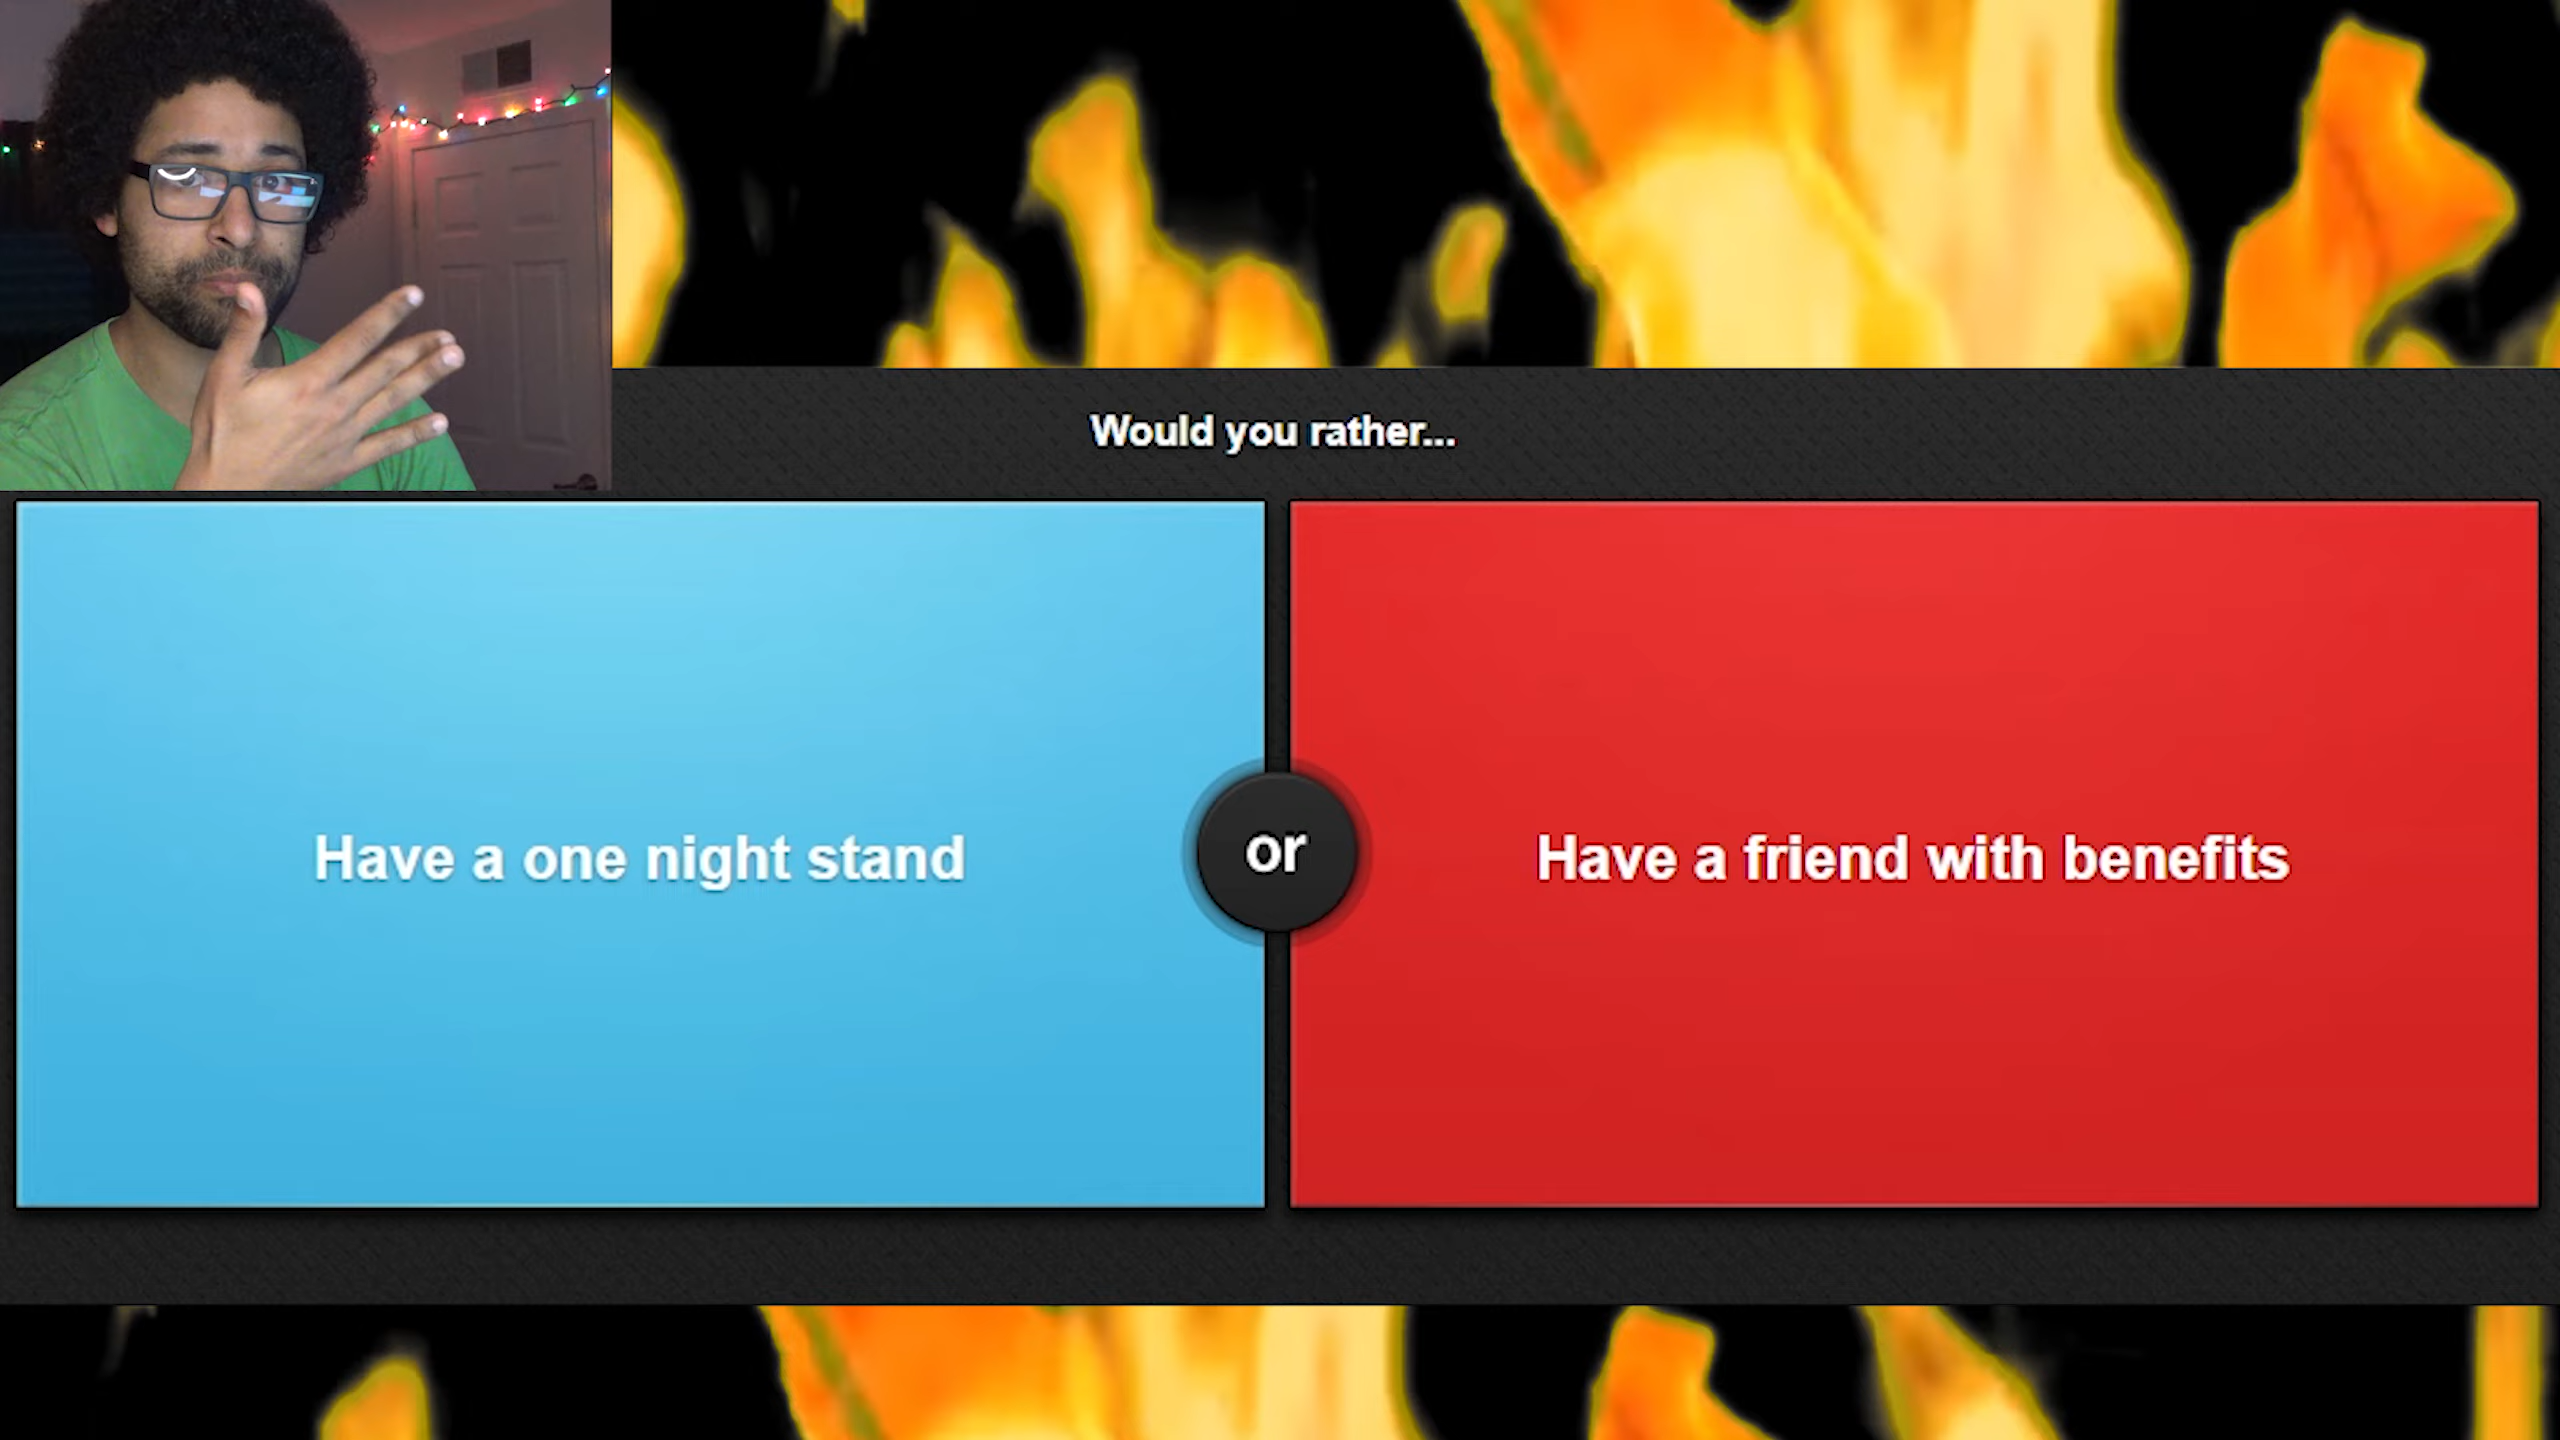 Would you rather...
Have a one night stand
or
Have a friend with benefits